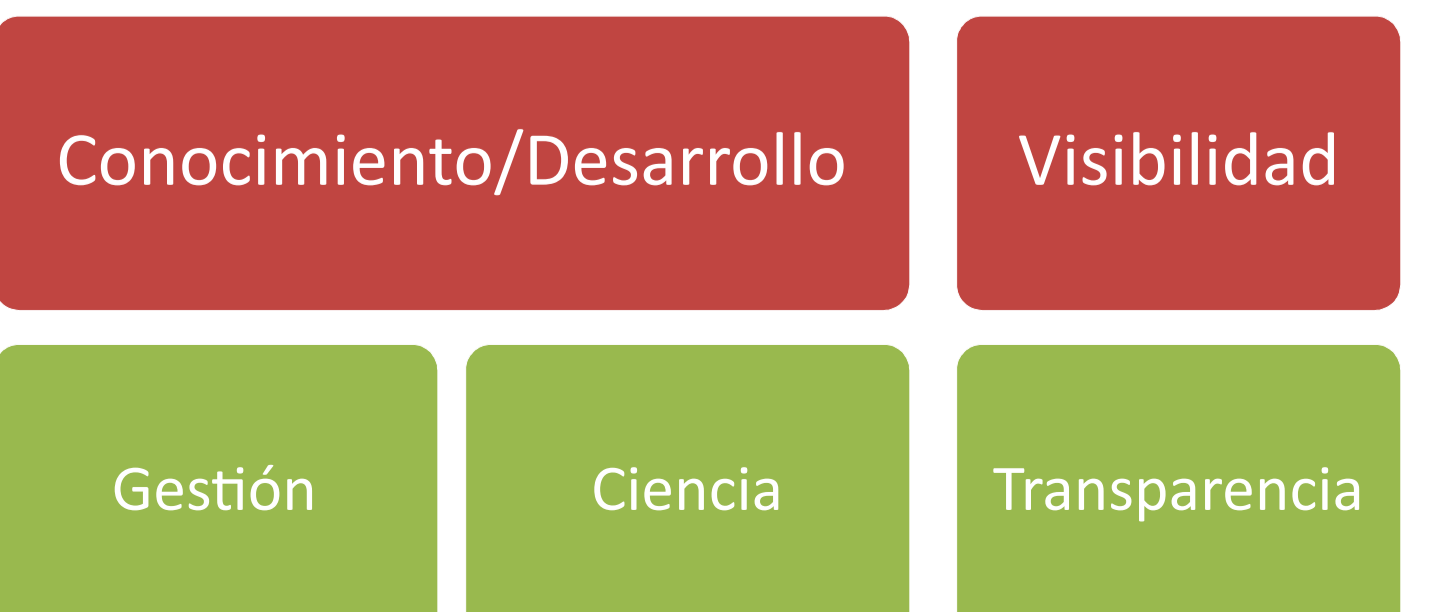 Conocimiento/Desarrollo
Visibilidad
Gestión
Ciencia
Transparencia